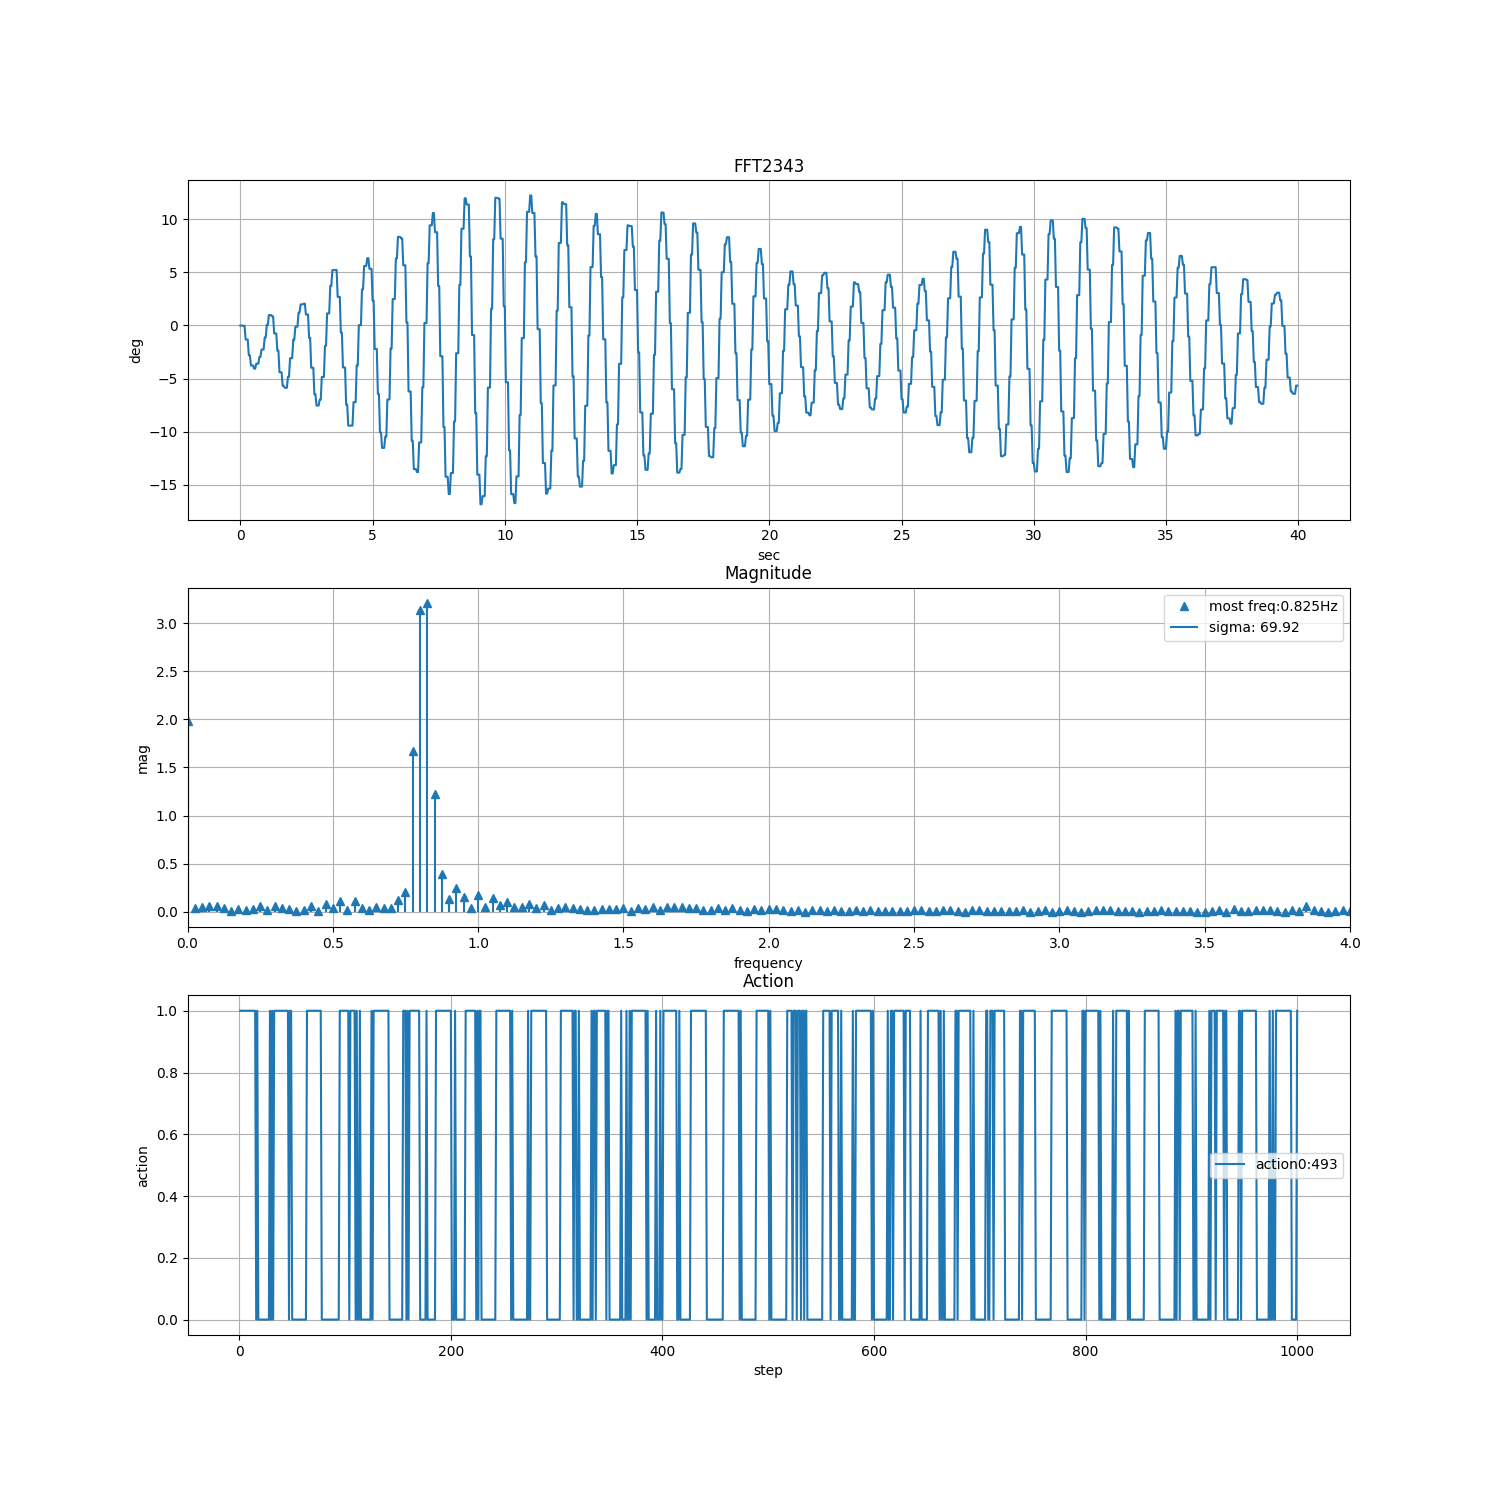 FFT2343
10
5
0
−5
−10
−15
deg
0 5 10 15 20 25 30 35 40
sec
Magnitude
most freq:0.825Hz
sigma: 69.92
3.0
2.5
2.0
1.5
1.0
0.5
0.0
mag
0.0 0.5 1.0 1.5 2.0 2.5 3.0 3.5 4.0
frequency
Action
1.0
0.8
0.6
0.4
0.2
0.0
action
action0:493
0 200 400 600 800 1000
step